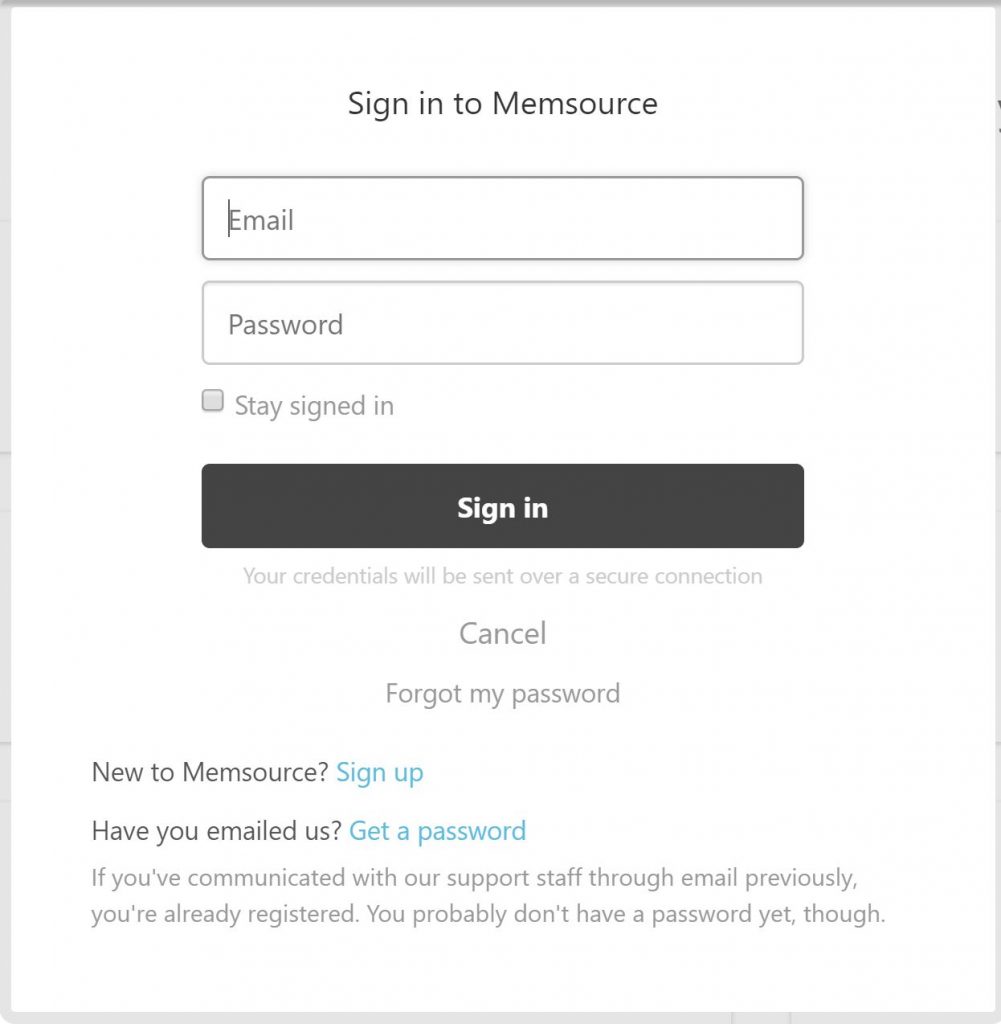 Sign in to Memsource
Email
Password
Stay signed in
Sign in
Your credentials will be sent over a secure connection
Cancel
Forgot my password
New to Memsource? Sign up
Have you emailed us? Get a password
If you've communicated with our support staff through email previously,
you're already registered. You probably don't have a password yet, though.